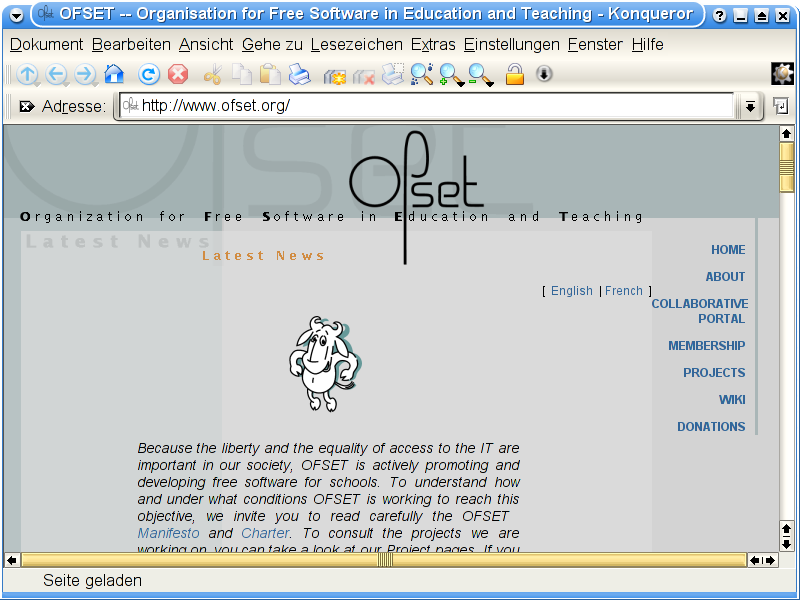 OFSET -- Organisation for Free Software in Education and Teaching - Konqueror
Dokument Bearbeiten Ansicht Gehe zu Lesezeichen Extras Einstellungen Fenster Hilfe
Adresse: http://www.ofset.org/
Ofset
Ofset
Organization for Free Software in Education and Teaching
Latest News
Latest News
[ English | French ]
HOME
ABOUT
COLLABORATIVE
PORTAL
MEMBERSHIP
PROJECTS
WIKI
DONATIONS
Because the liberty and the equality of access to the IT are
important in our society, OFSET is actively promoting and
developing free software for schools. To understand how
and under what conditions OFSET is working to reach this
objective, we invite you to read carefully the OFSET
Manifesto and Charter. To consult the projects we are
working on, you can take a look at our Project pages. If you
Seite geladen